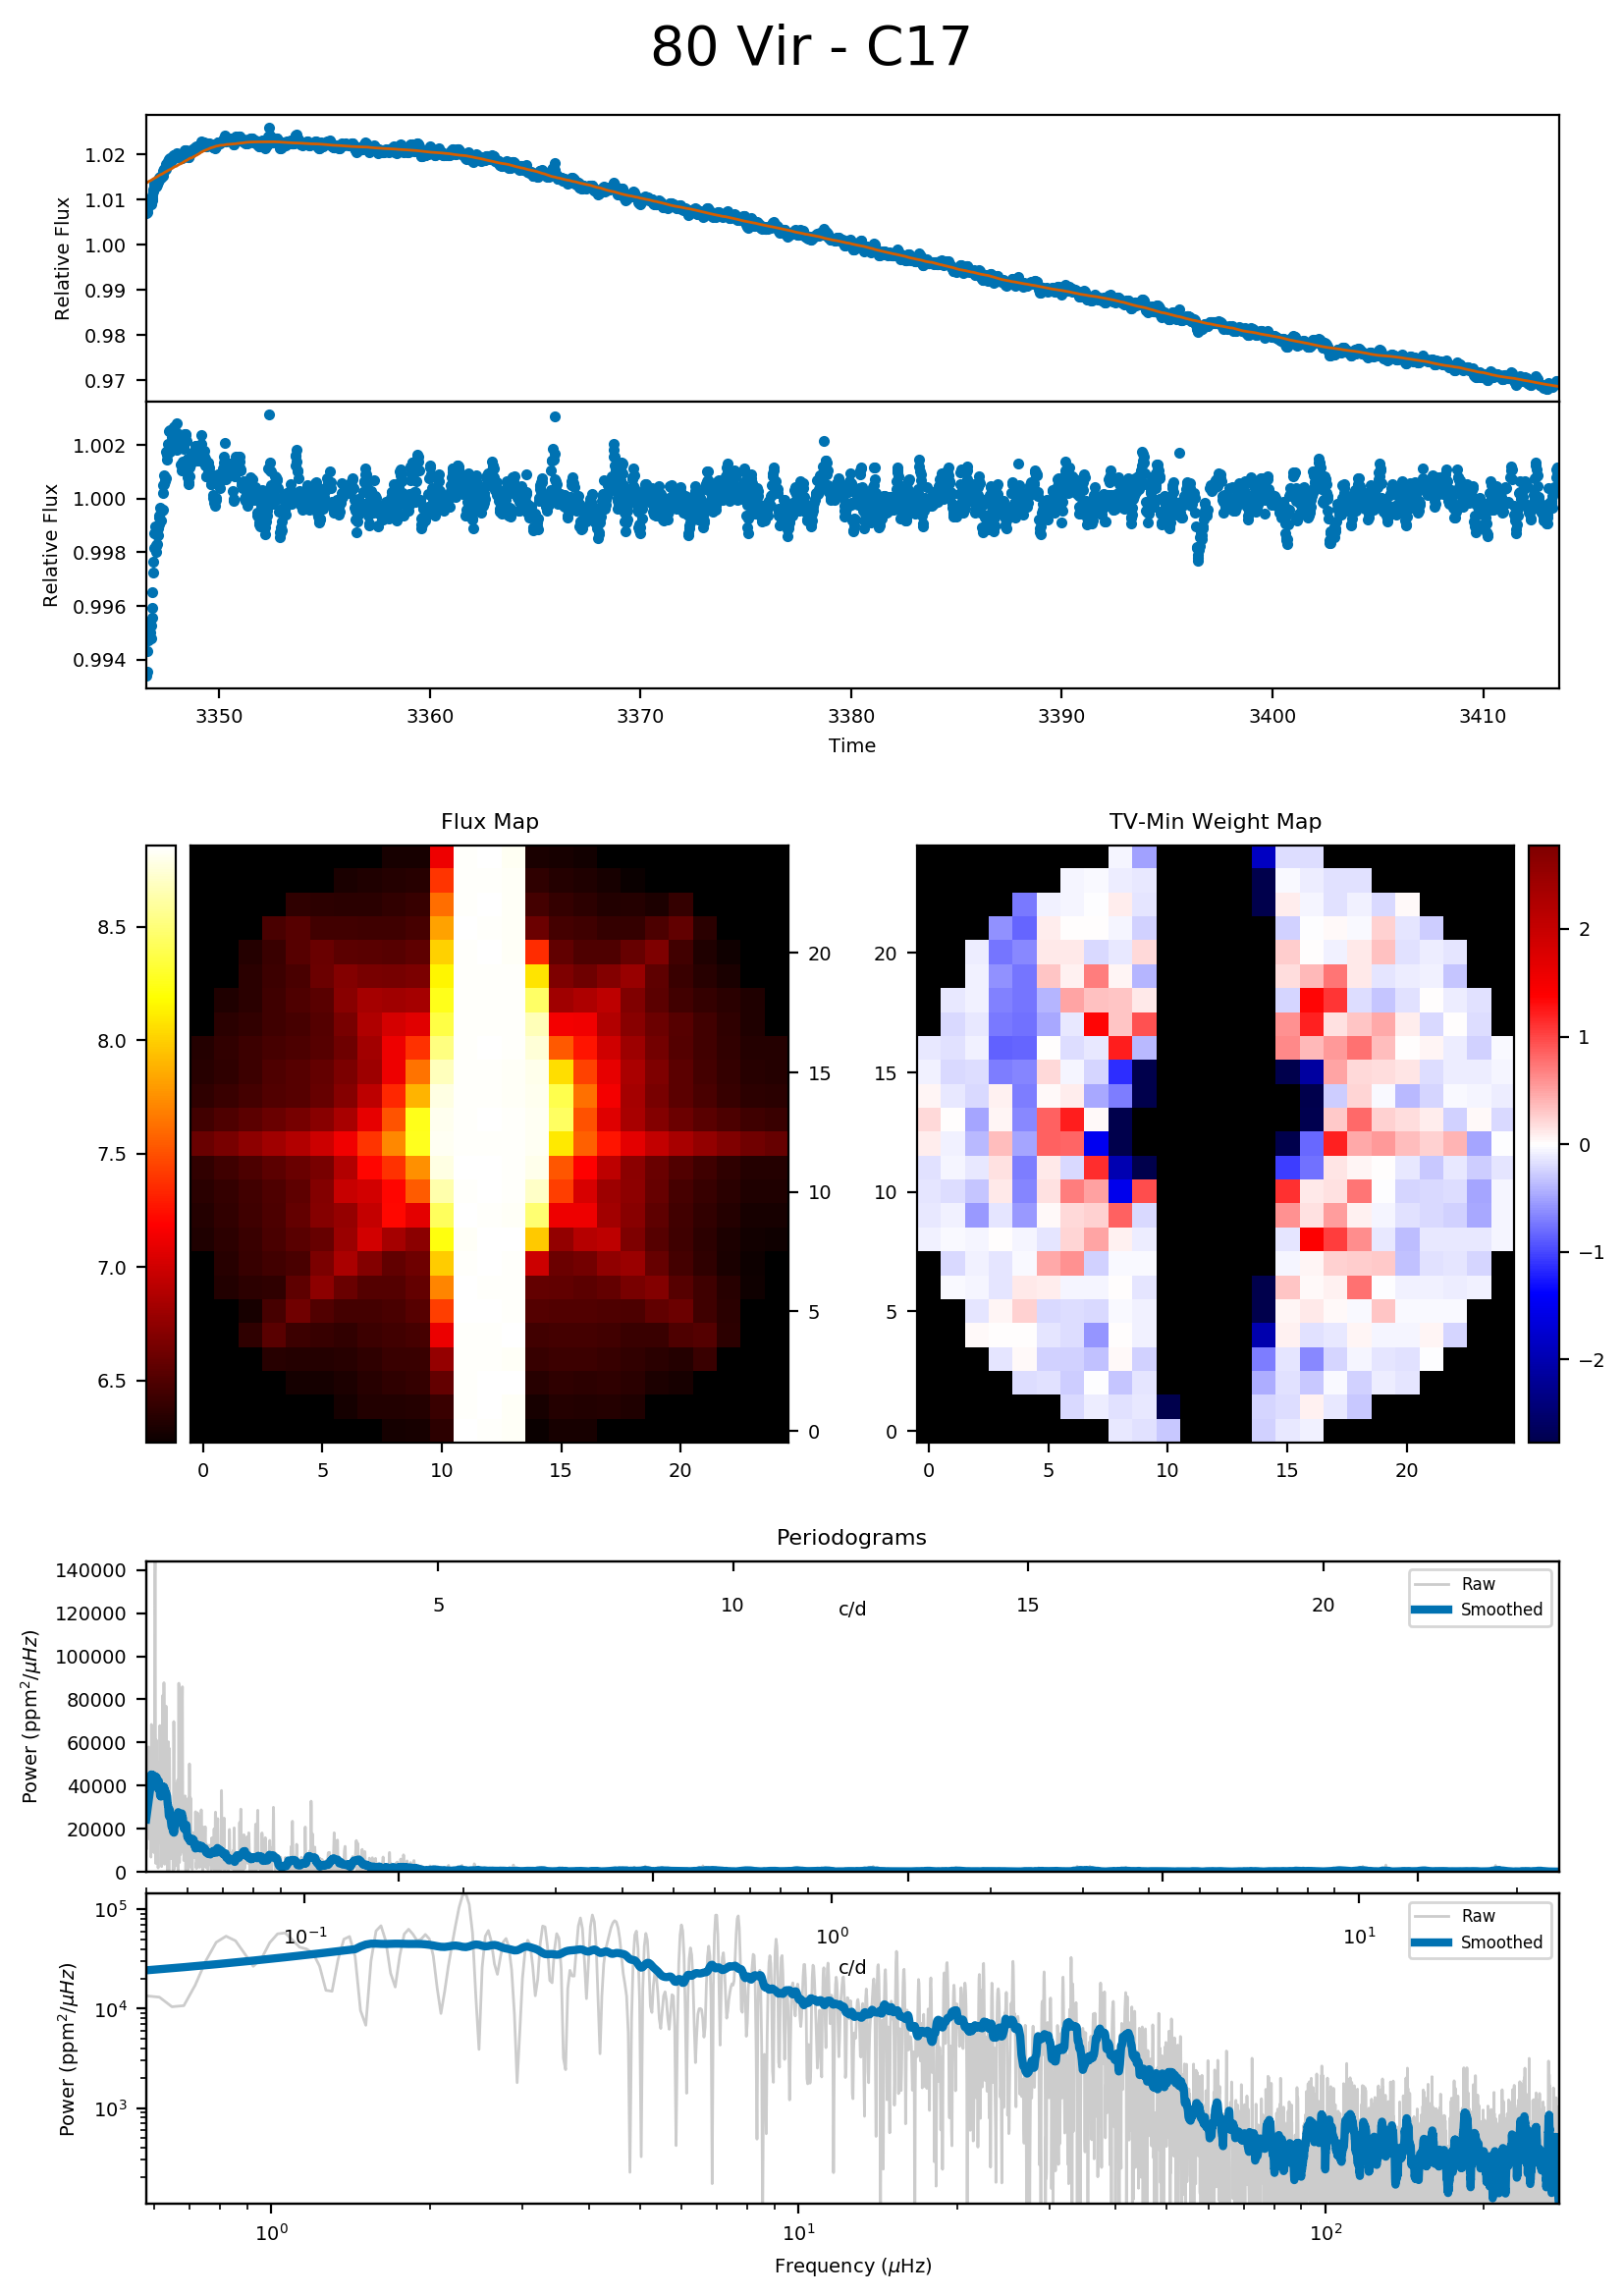 80 Vir - C17
Relative Flux
1.02
1.01
1.00
0.99
0.98
0.97
Relative Flux
1.002
1.000
0.998
0.996
0.994
3350 3360 3370 3380 3390 3400 3410
Time
Flux Map
8.5
8.0
7.5
7.0
6.5
20
15
10
5
0
0 5 10 15 20
TV-Min Weight Map
20
15
10
5
0
0 5 10 15 20
2
1
0
−1
−2
Periodograms
Power (ppm²/μHz)
140000
120000
100000
80000
60000
40000
20000
0
5 10 15 20
c/d
Raw
Smoothed
Power (ppm²/μHz)
10⁵
10⁴
10³
10⁻¹ 10⁰ 10¹
c/d
Raw
Smoothed
10⁰ 10¹ 10²
Frequency (μHz)